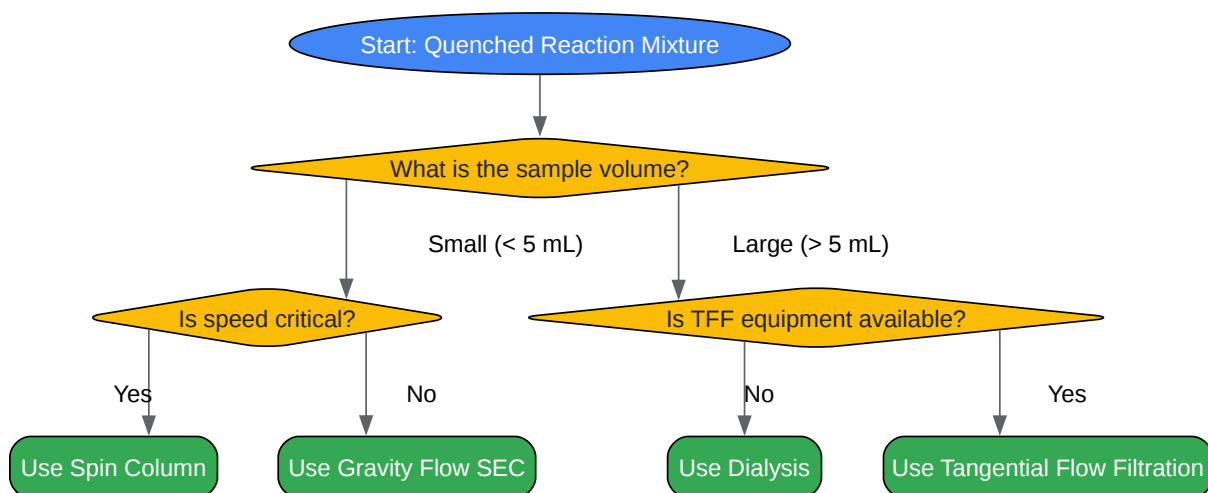 Start: Quenched Reaction Mixture
What is the sample volume?
Small (< 5 mL)
Large (> 5 mL)
Is speed critical?
Is TFF equipment available?
Yes
No
No
Yes
Use Spin Column
Use Gravity Flow SEC
Use Dialysis
Use Tangential Flow Filtration